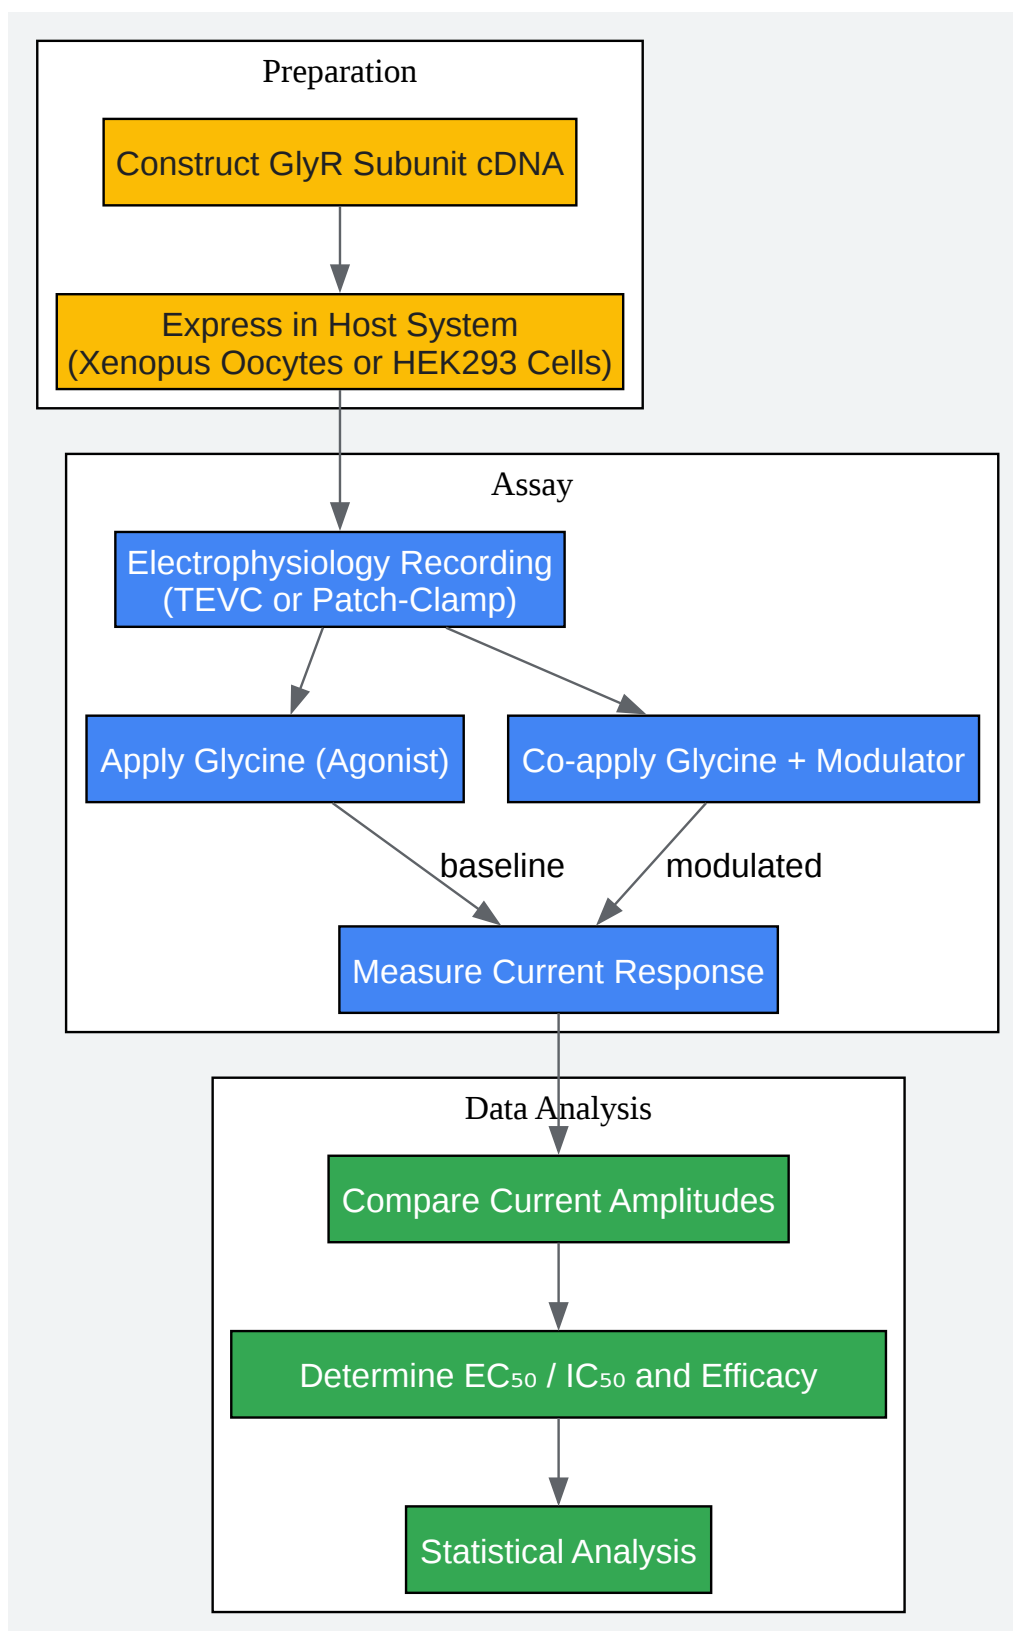 Preparation
Construct GlyR Subunit cDNA
Express in Host System
(Xenopus Oocytes or HEK293 Cells)
Assay
Electrophysiology Recording
(TEVC or Patch-Clamp)
Apply Glycine (Agonist)
Co-apply Glycine + Modulator
baseline
modulated
Measure Current Response
Data Analysis
Compare Current Amplitudes
Determine EC₅₀ / IC₅₀ and Efficacy
Statistical Analysis